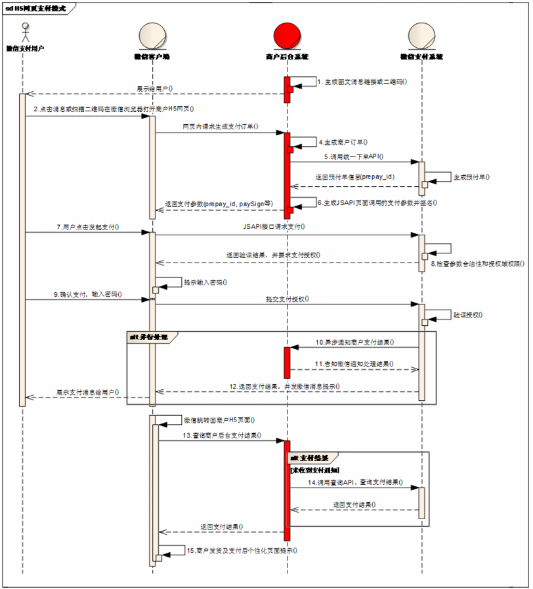 sd H5网页支付模式
微信支付用户
微信客户端
商户后台系统
微信支付系统
1.生成图文消息链接或二维码()
展示给用户()
2.点击消息或扫描二维码在微信浏览器打开商户H5网页()
网页内请求生成支付订单()
4.生成商户订单()
5.调用统一下单API()
生成预付单()
返回预付单信息(prepay_id)
6.生成JSAPI页面调用的支付参数并签名()
返回支付参数(prepay_id, paySign等)
7.用户点击发起支付()
JSAPI接口请求支付()
8.检查参数合法性和授权域权限()
返回验证结果，并要求支付授权()
提示输入密码()
9.确认支付，输入密码()
提交支付授权()
验证授权()
alt 异步处理
10.异步通知商户支付结果()
11.告知微信通知处理结果()
12.返回支付结果，并发微信消息提示()
展示支付消息给用户()
微信跳转回商户H5页面()
13.查询商户后台支付结果()
alt 支付结果
[未收到支付通知]
14.调用查询API，查询支付结果()
返回支付结果()
返回支付结果()
15.商户发货及支付后个性化页面提示()